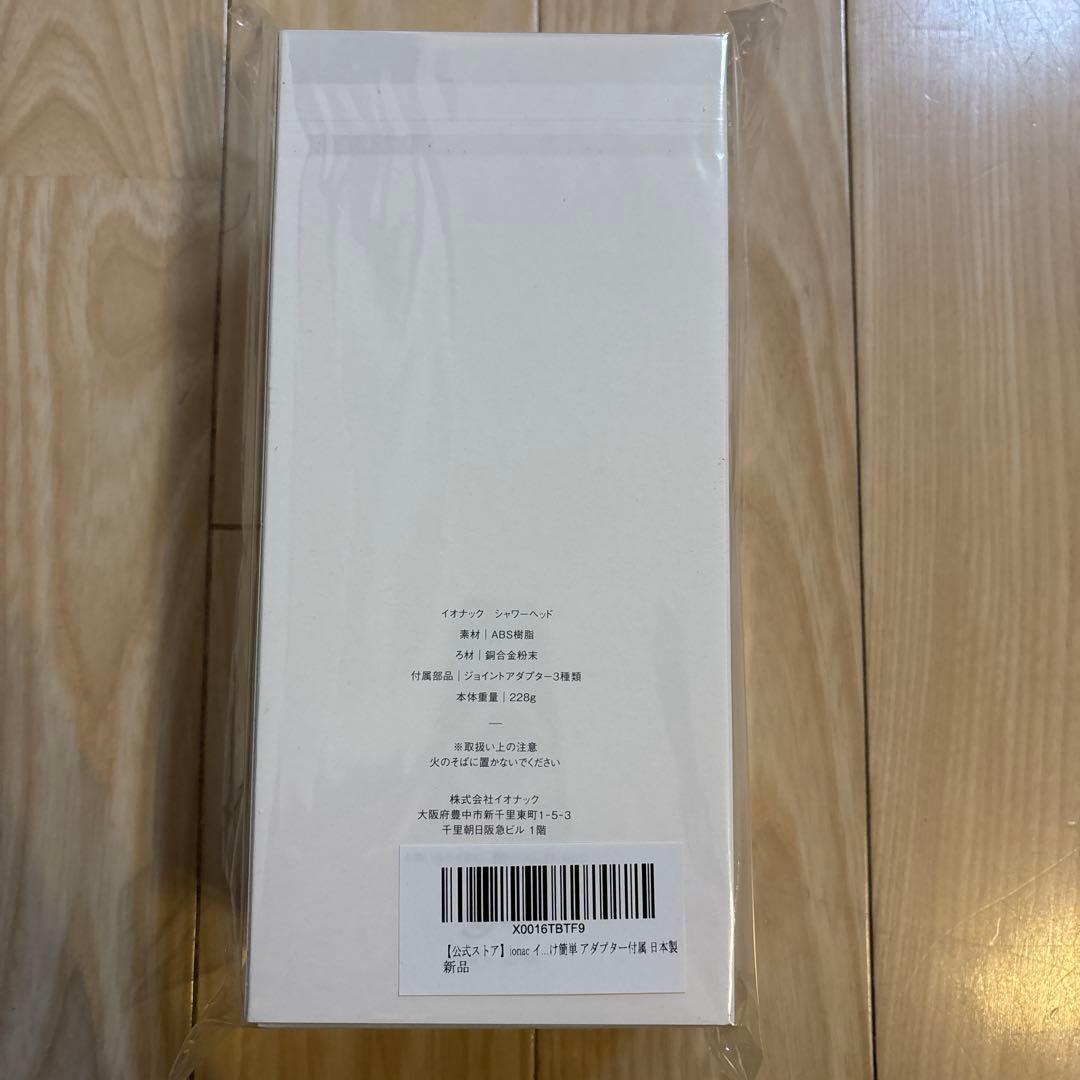 イオナック　シャワーヘッド
素材｜ABS樹脂
ろ材｜銅合金粉末
付属部品｜ジョイントアダプター3種類
本体重量｜228g
―
※取扱い上の注意
火のそばに置かないでください
株式会社イオナック
大阪府豊中市新千里東町1-5-3
千里朝日阪急ビル 1階
X0016TBTF9
【公式ストア】ionac イ...け簡単 アダプター付属 日本製
新品